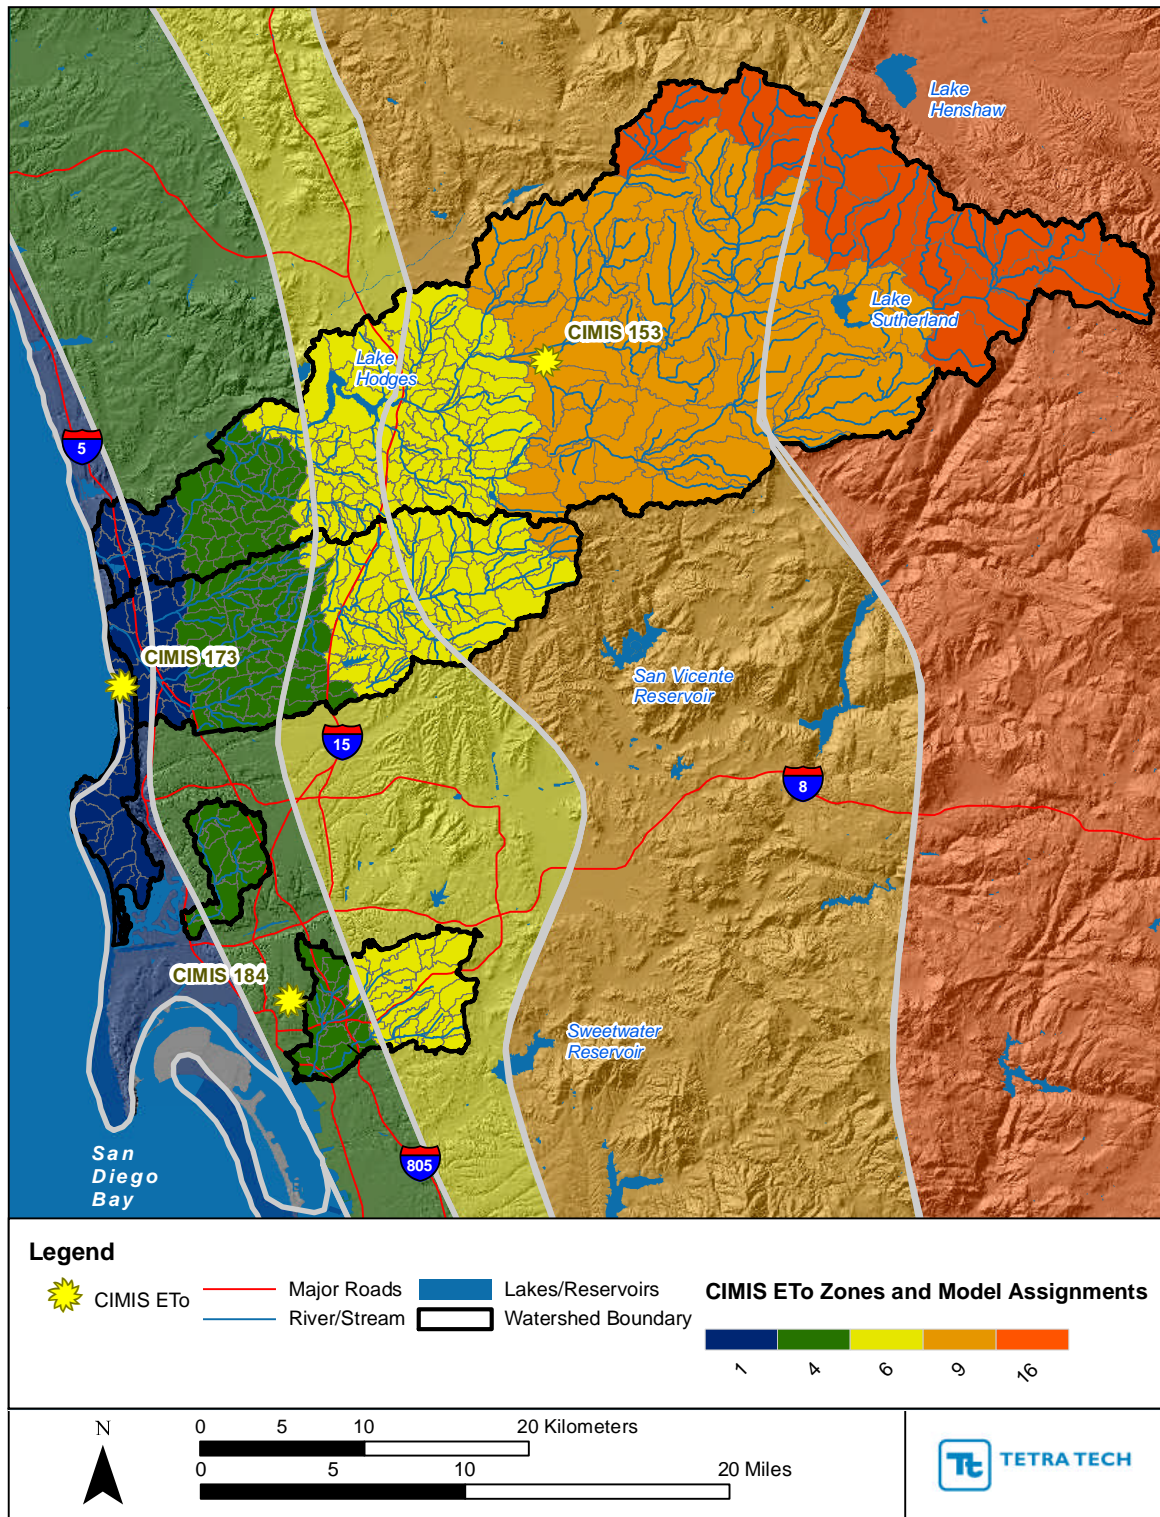 Lake
Henshaw
Lake
Sutherland
CIMIS 153
Lake
Hodges
5
CIMIS 173
San Vicente
Reservoir
15
8
CIMIS 184
Sweetwater
Reservoir
San
Diego
Bay
805
Legend
CIMIS ETo
Major Roads
River/Stream
Lakes/Reservoirs
Watershed Boundary
CIMIS ETo Zones and Model Assignments
1 4 6 9 16
N
0 5 10 20 Kilometers
0 5 10 20 Miles
Tt TETRA TECH